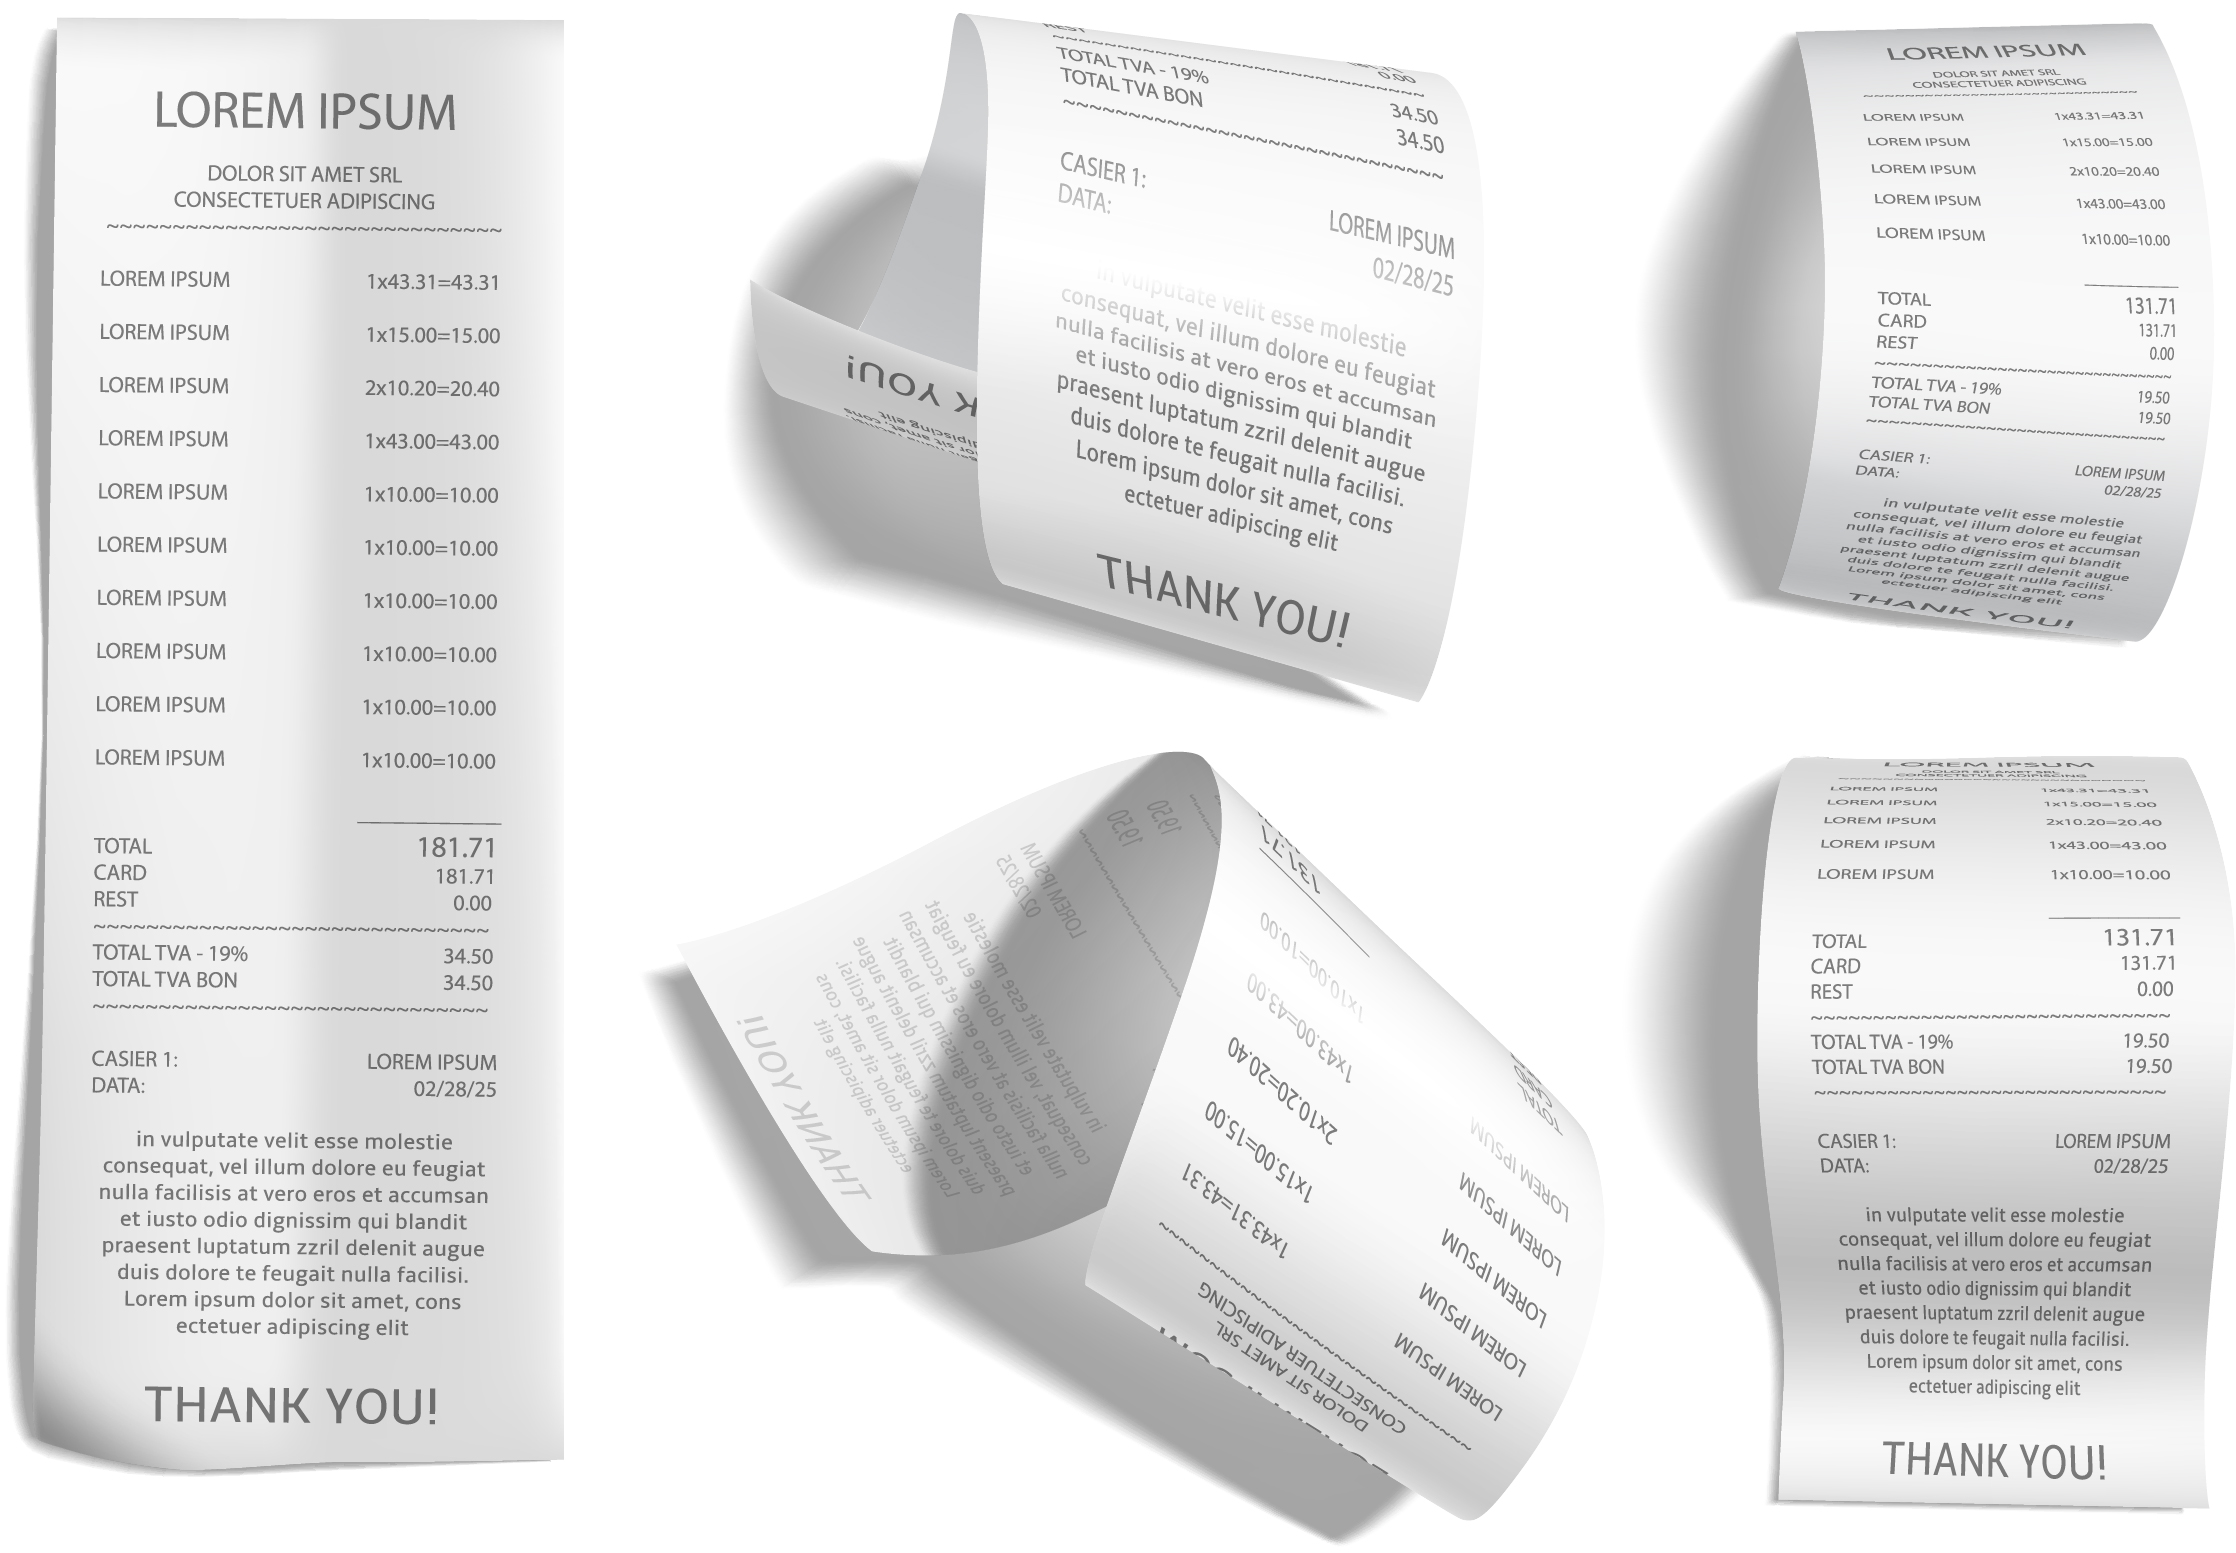 LOREM IPSUM
DOLOR SIT AMET SRL
CONSECTETUER ADIPISCING
~~~~~~~~~~~~~~~~~~~~~~~~~~~~~~
LOREM IPSUM 1x43.31=43.31
LOREM IPSUM 1x15.00=15.00
LOREM IPSUM 2x10.20=20.40
LOREM IPSUM 1x43.00=43.00
LOREM IPSUM 1x10.00=10.00
LOREM IPSUM 1x10.00=10.00
LOREM IPSUM 1x10.00=10.00
LOREM IPSUM 1x10.00=10.00
LOREM IPSUM 1x10.00=10.00
LOREM IPSUM 1x10.00=10.00
TOTAL 181.71
CARD 181.71
REST 0.00
~~~~~~~~~~~~~~~~~~~~~~~~~~~~~~
TOTAL TVA - 19% 34.50
TOTAL TVA BON 34.50
~~~~~~~~~~~~~~~~~~~~~~~~~~~~~~
CASIER 1: LOREM IPSUM
DATA: 02/28/25
in vulputate velit esse molestie
consequat, vel illum dolore eu feugiat
nulla facilisis at vero eros et accumsan
et iusto odio dignissim qui blandit
praesent luptatum zzril delenit augue
duis dolore te feugait nulla facilisi.
Lorem ipsum dolor sit amet, cons
ectetuer adipiscing elit
THANK YOU!
REST 0.00
~~~~~~~~~~~~~~~~~~~~~~~~~~~~~~
TOTAL TVA - 19% 34.50
TOTAL TVA BON 34.50
~~~~~~~~~~~~~~~~~~~~~~~~~~~~~~
CASIER 1: LOREM IPSUM
DATA: 02/28/25
in vulputate velit esse molestie
consequat, vel illum dolore eu feugiat
nulla facilisis at vero eros et accumsan
et iusto odio dignissim qui blandit
praesent luptatum zzril delenit augue
duis dolore te feugait nulla facilisi.
Lorem ipsum dolor sit amet, cons
ectetuer adipiscing elit
THANK YOU!
K YOU!
LOREM IPSUM
DOLOR SIT AMET SRL
CONSECTETUER ADIPISCING
~~~~~~~~~~~~~~~~~~~~~~~~~~~~~~
LOREM IPSUM 1x43.31=43.31
LOREM IPSUM 1x15.00=15.00
LOREM IPSUM 2x10.20=20.40
LOREM IPSUM 1x43.00=43.00
LOREM IPSUM 1x10.00=10.00
TOTAL 131.71
CARD 131.71
REST 0.00
~~~~~~~~~~~~~~~~~~~~~~~~~~~~~~
TOTAL TVA - 19% 19.50
TOTAL TVA BON 19.50
~~~~~~~~~~~~~~~~~~~~~~~~~~~~~~
CASIER 1: LOREM IPSUM
DATA: 02/28/25
in vulputate velit esse molestie
consequat, vel illum dolore eu feugiat
nulla facilisis at vero eros et accumsan
et iusto odio dignissim qui blandit
praesent luptatum zzril delenit augue
duis dolore te feugait nulla facilisi.
Lorem ipsum dolor sit amet, cons
ectetuer adipiscing elit
THANK YOU!
DOLOR SIT AMET SRL
CONSECTETUER ADIPISCING
~~~~~~~~~~~~~~~~~~~~~~~~~~~~~~
LOREM IPSUM 1x43.31=43.31
LOREM IPSUM 1x15.00=15.00
LOREM IPSUM 2x10.20=20.40
LOREM IPSUM 1x43.00=43.00
LOREM IPSUM 1x10.00=10.00
TOTAL 131.71
CARD
19.50
19.50
LOREM IPSUM
02/28/25
in vulputate velit esse molestie
consequat, vel illum dolore eu feugiat
nulla facilisis at vero eros et accumsan
et iusto odio dignissim qui blandit
praesent luptatum zzril delenit augue
duis dolore te feugait nulla facilisi.
Lorem ipsum dolor sit amet, cons
ectetuer adipiscing elit
THANK YOU!
LOREM IPSUM
DOLOR SIT AMET SRL
CONSECTETUER ADIPISCING
~~~~~~~~~~~~~~~~~~~~~~~~~~~~~~
LOREM IPSUM 1x43.31=43.31
LOREM IPSUM 1x15.00=15.00
LOREM IPSUM 2x10.20=20.40
LOREM IPSUM 1x43.00=43.00
LOREM IPSUM 1x10.00=10.00
TOTAL 131.71
CARD 131.71
REST 0.00
~~~~~~~~~~~~~~~~~~~~~~~~~~~~~~
TOTAL TVA - 19% 19.50
TOTAL TVA BON 19.50
~~~~~~~~~~~~~~~~~~~~~~~~~~~~~~
CASIER 1: LOREM IPSUM
DATA: 02/28/25
in vulputate velit esse molestie
consequat, vel illum dolore eu feugiat
nulla facilisis at vero eros et accumsan
et iusto odio dignissim qui blandit
praesent luptatum zzril delenit augue
duis dolore te feugait nulla facilisi.
Lorem ipsum dolor sit amet, cons
ectetuer adipiscing elit
THANK YOU!